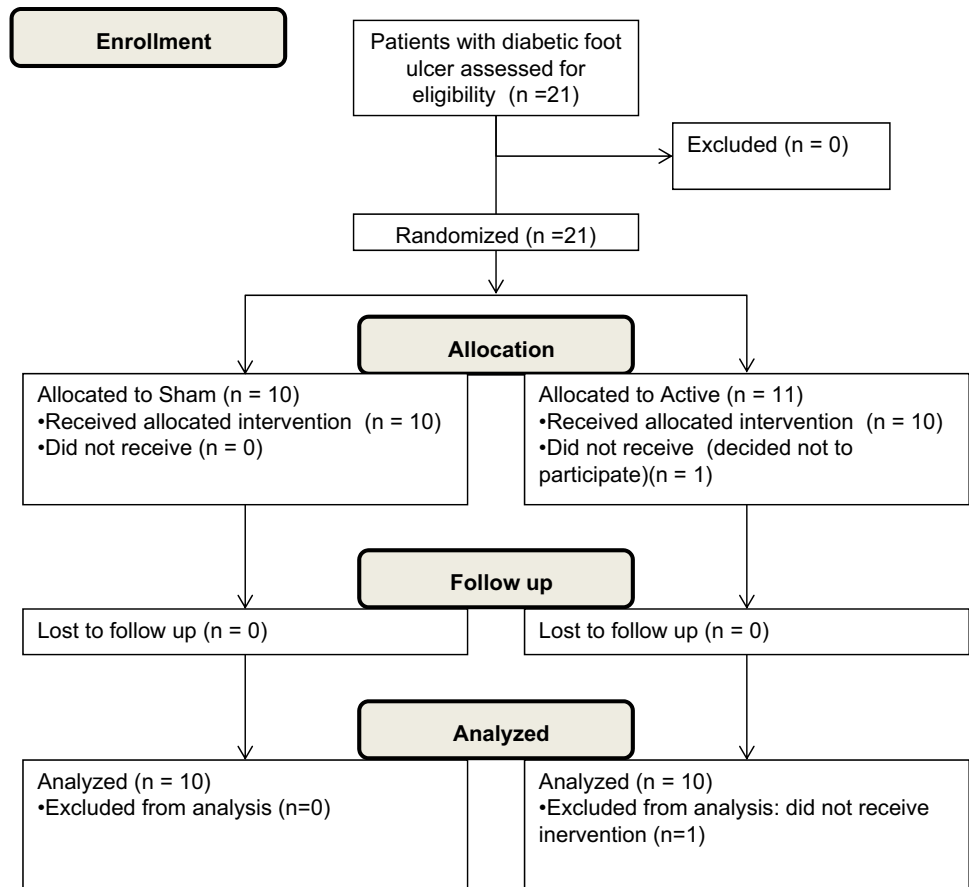 Enrollment
Patients with diabetic foot
ulcer assessed for
eligibility (n =21)
Excluded (n = 0)
Randomized (n =21)
Allocation
Allocated to Sham (n = 10)
•Received allocated intervention (n = 10)
•Did not receive (n = 0)
Allocated to Active (n = 11)
•Received allocated intervention (n = 10)
•Did not receive (decided not to
participate)(n = 1)
Follow up
Lost to follow up (n = 0)
Lost to follow up (n = 0)
Analyzed
Analyzed (n = 10)
•Excluded from analysis (n=0)
Analyzed (n = 10)
•Excluded from analysis: did not receive
inervention (n=1)